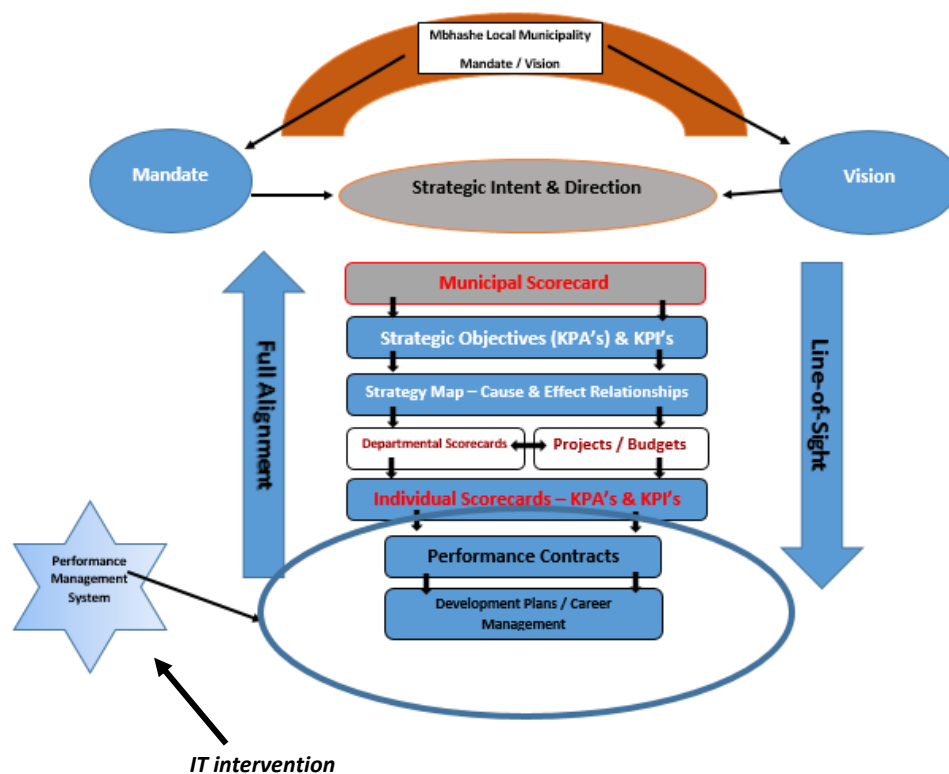 Mbhashe Local Municipality
Mandate / Vision
Mandate
Strategic Intent & Direction
Vision
Municipal Scorecard
Strategic Objectives (KPA's) & KPI's
Strategy Map – Cause & Effect Relationships
Departmental Scorecards
Projects / Budgets
Individual Scorecards – KPA's & KPI's
Performance Contracts
Development Plans / Career
Management
Full Alignment
Line-of-Sight
Performance
Management
System
IT intervention